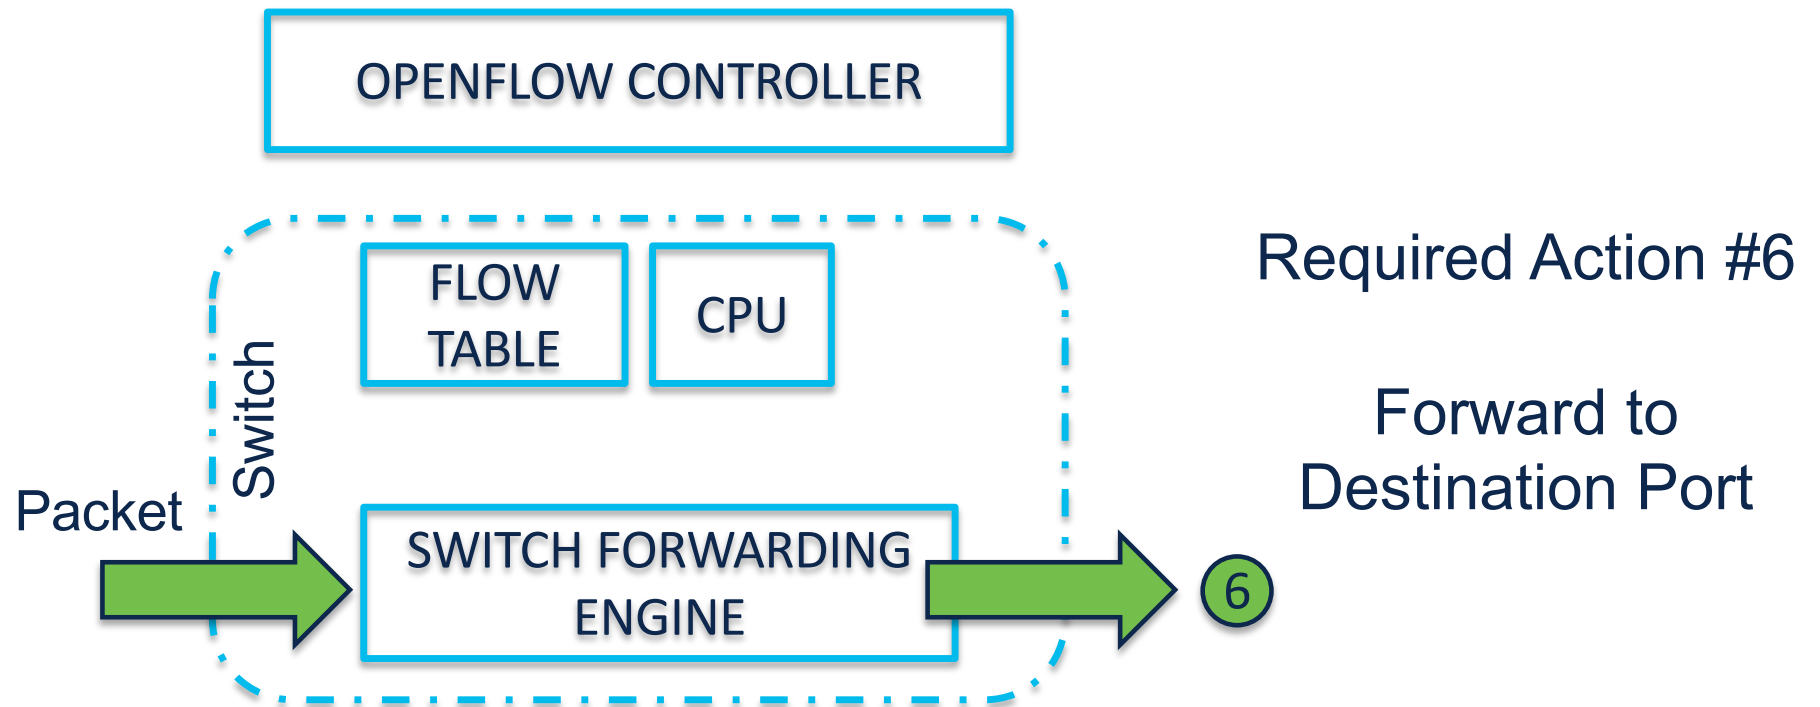 OPENFLOW CONTROLLER
FLOW
TABLE
CPU
Switch
Packet
SWITCH FORWARDING
ENGINE
6
Required Action #6
Forward to
Destination Port